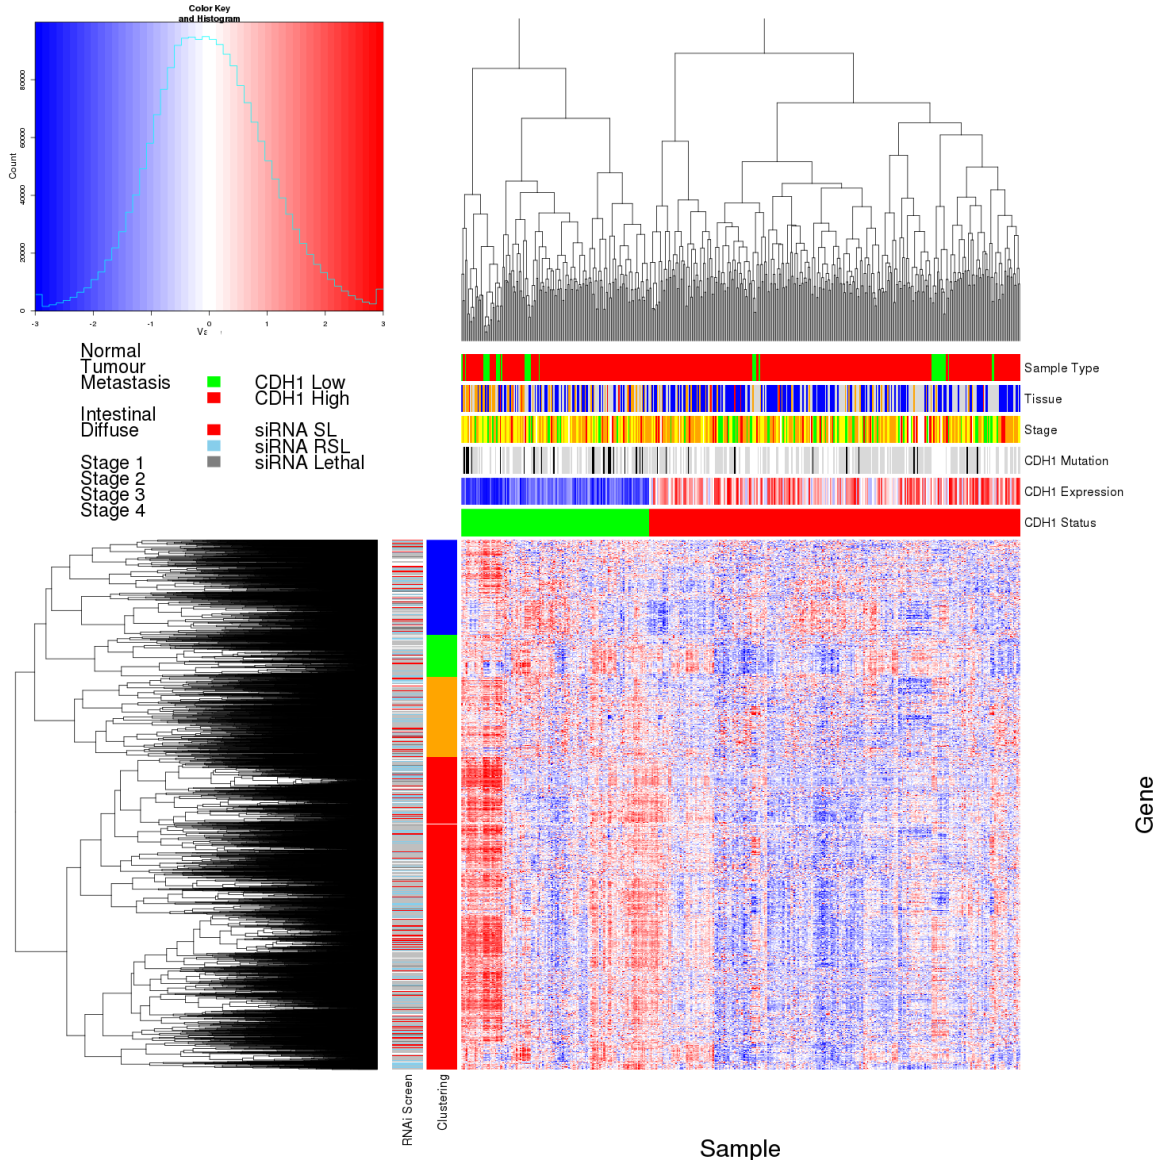 Color Key
and Histogram
Count
0
20000
40000
60000
80000
-3 -2 -1 0 1 2 3
Normal
Tumour
Metastasis
Intestinal
Diffuse
Stage 1
Stage 2
Stage 3
Stage 4
CDH1 Low
CDH1 High
siRNA SL
siRNA RSL
siRNA Lethal
Sample Type
Tissue
Stage
CDH1 Mutation
CDH1 Expression
CDH1 Status
RNAi Screen
Clustering
Gene
Sample